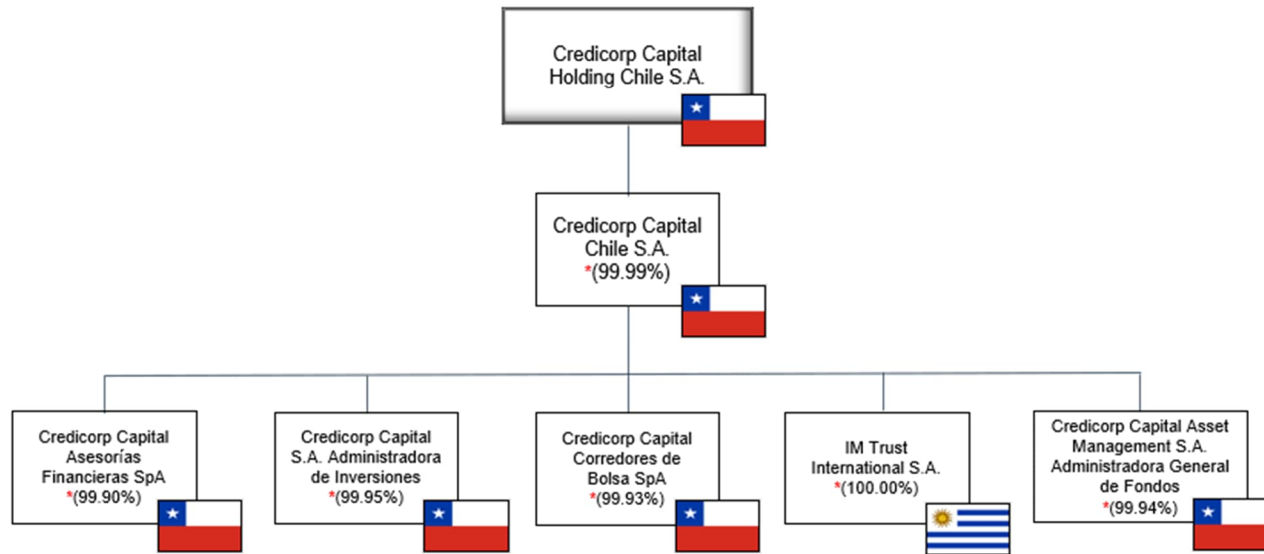 Credicorp Capital
Holding Chile S.A.
Credicorp Capital
Chile S.A.
*(99.99%)
Credicorp Capital
Asesorías
Financieras SpA
*(99.90%)
Credicorp Capital
S.A. Administradora
de Inversiones
*(99.95%)
Credicorp Capital
Corredores de
Bolsa SpA
*(99.93%)
IM Trust
International S.A.
*(100.00%)
Credicorp Capital Asset
Management S.A.
Administradora General
de Fondos
*(99.94%)